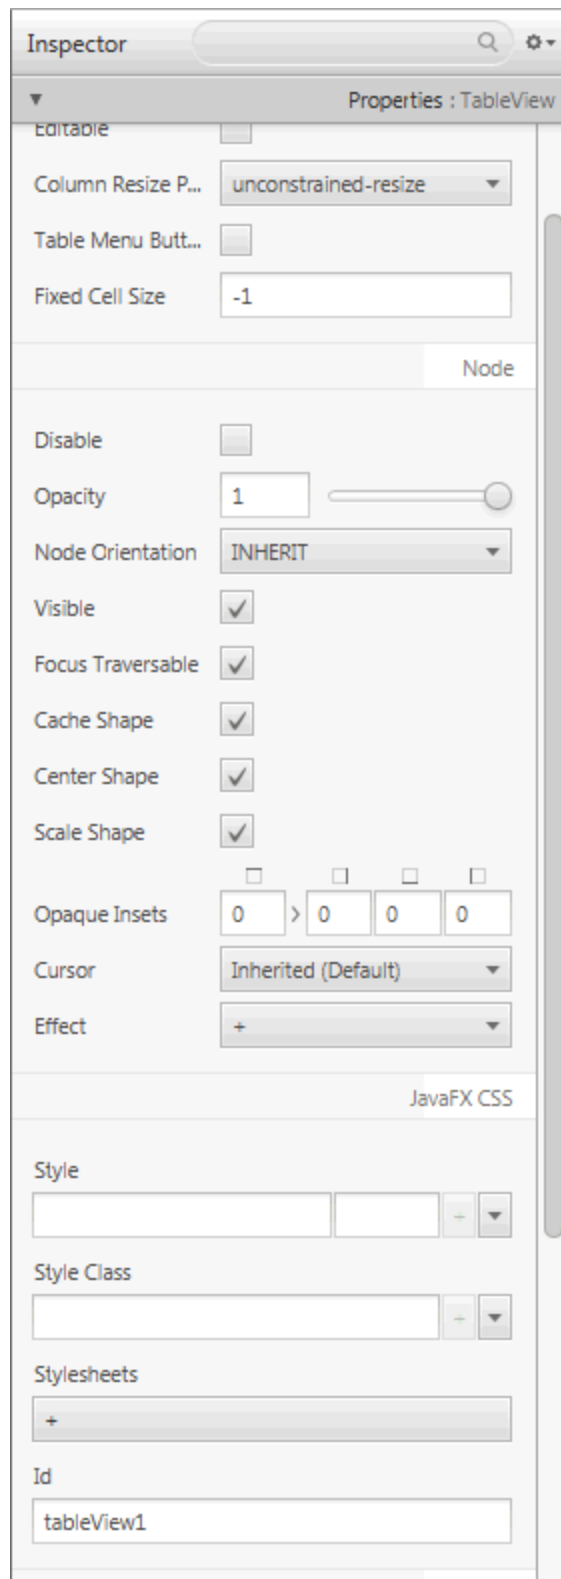 Inspector
Properties : TableView
Editable
Column Resize P... unconstrained-resize
Table Menu Butt...
Fixed Cell Size -1
Node
Disable
Opacity 1
Node Orientation INHERIT
Visible
Focus Traversable
Cache Shape
Center Shape
Scale Shape
Opaque Insets 0 > 0 0 0
Cursor Inherited (Default)
Effect +
JavaFX CSS
Style
+
Style Class
+
Stylesheets
+
Id
tableView1